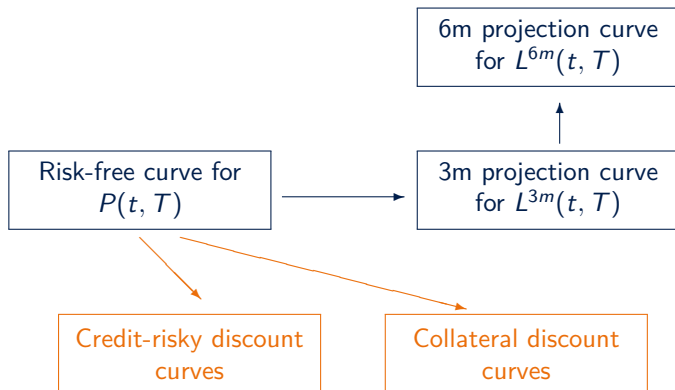 6m projection curve
for L^{6m}(t, T)
Risk-free curve for
P(t, T)
3m projection curve
for L^{3m}(t, T)
Credit-risky discount
curves
Collateral discount
curves